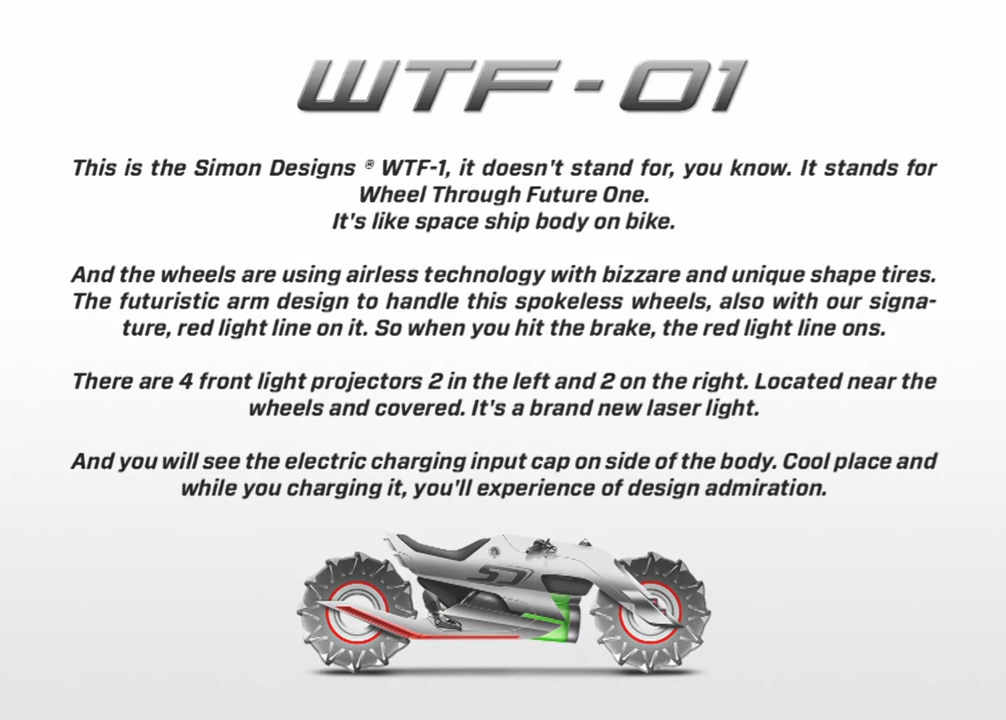 WTF-01
This is the Simon Designs ® WTF-1, it doesn't stand for, you know. It stands for
Wheel Through Future One.
It's like space ship body on bike.
And the wheels are using airless technology with bizzare and unique shape tires.
The futuristic arm design to handle this spokeless wheels, also with our signa-
ture, red light line on it. So when you hit the brake, the red light line ons.
There are 4 front light projectors 2 in the left and 2 on the right. Located near the
wheels and covered. It's a brand new laser light.
And you will see the electric charging input cap on side of the body. Cool place and
while you charging it, you'll experience of design admiration.
SD